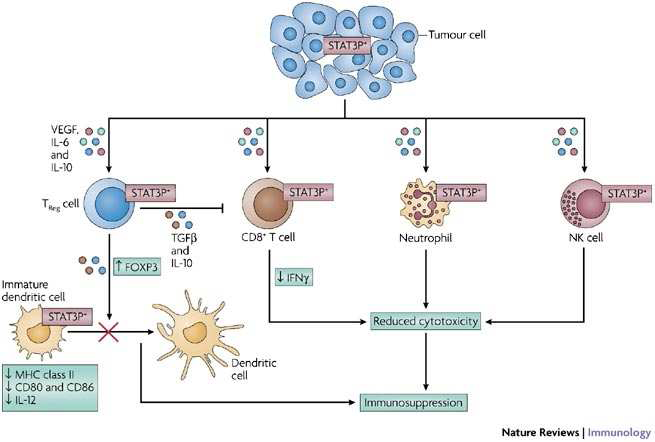 Tumour cell
STAT3P⁺
VEGF,
IL-6
and
IL-10
STAT3P⁺
STAT3P⁺
STAT3P⁺
STAT3P⁺
T Reg cell
TGFβ
and
IL-10
CD8⁺ T cell
Neutrophil
NK cell
↑ FOXP3
↓ IFNγ
Immature
dendritic cell
STAT3P⁺
Reduced cytotoxicity
Dendritic
cell
↓ MHC class II
↓ CD80 and CD86
↓ IL-12
Immunosuppression
Nature Reviews | Immunology